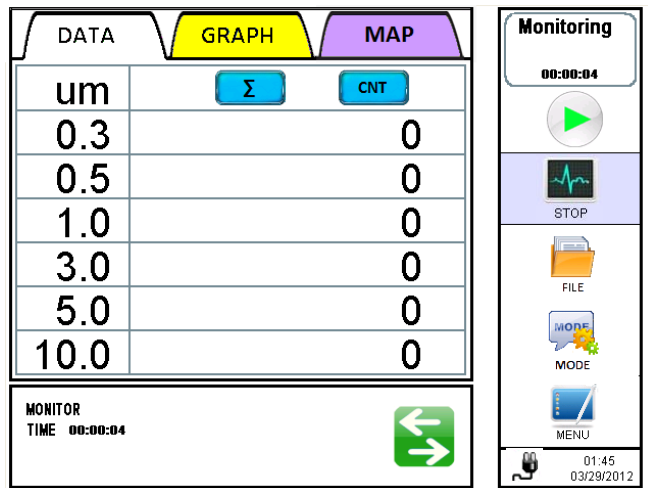 DATA GRAPH MAP
um Σ CNT
0.3 0
0.5 0
1.0 0
3.0 0
5.0 0
10.0 0
MONITOR
TIME 00:00:04
Monitoring
00:00:04
STOP
FILE
MODE
MODE
MENU
01:45
03/29/2012